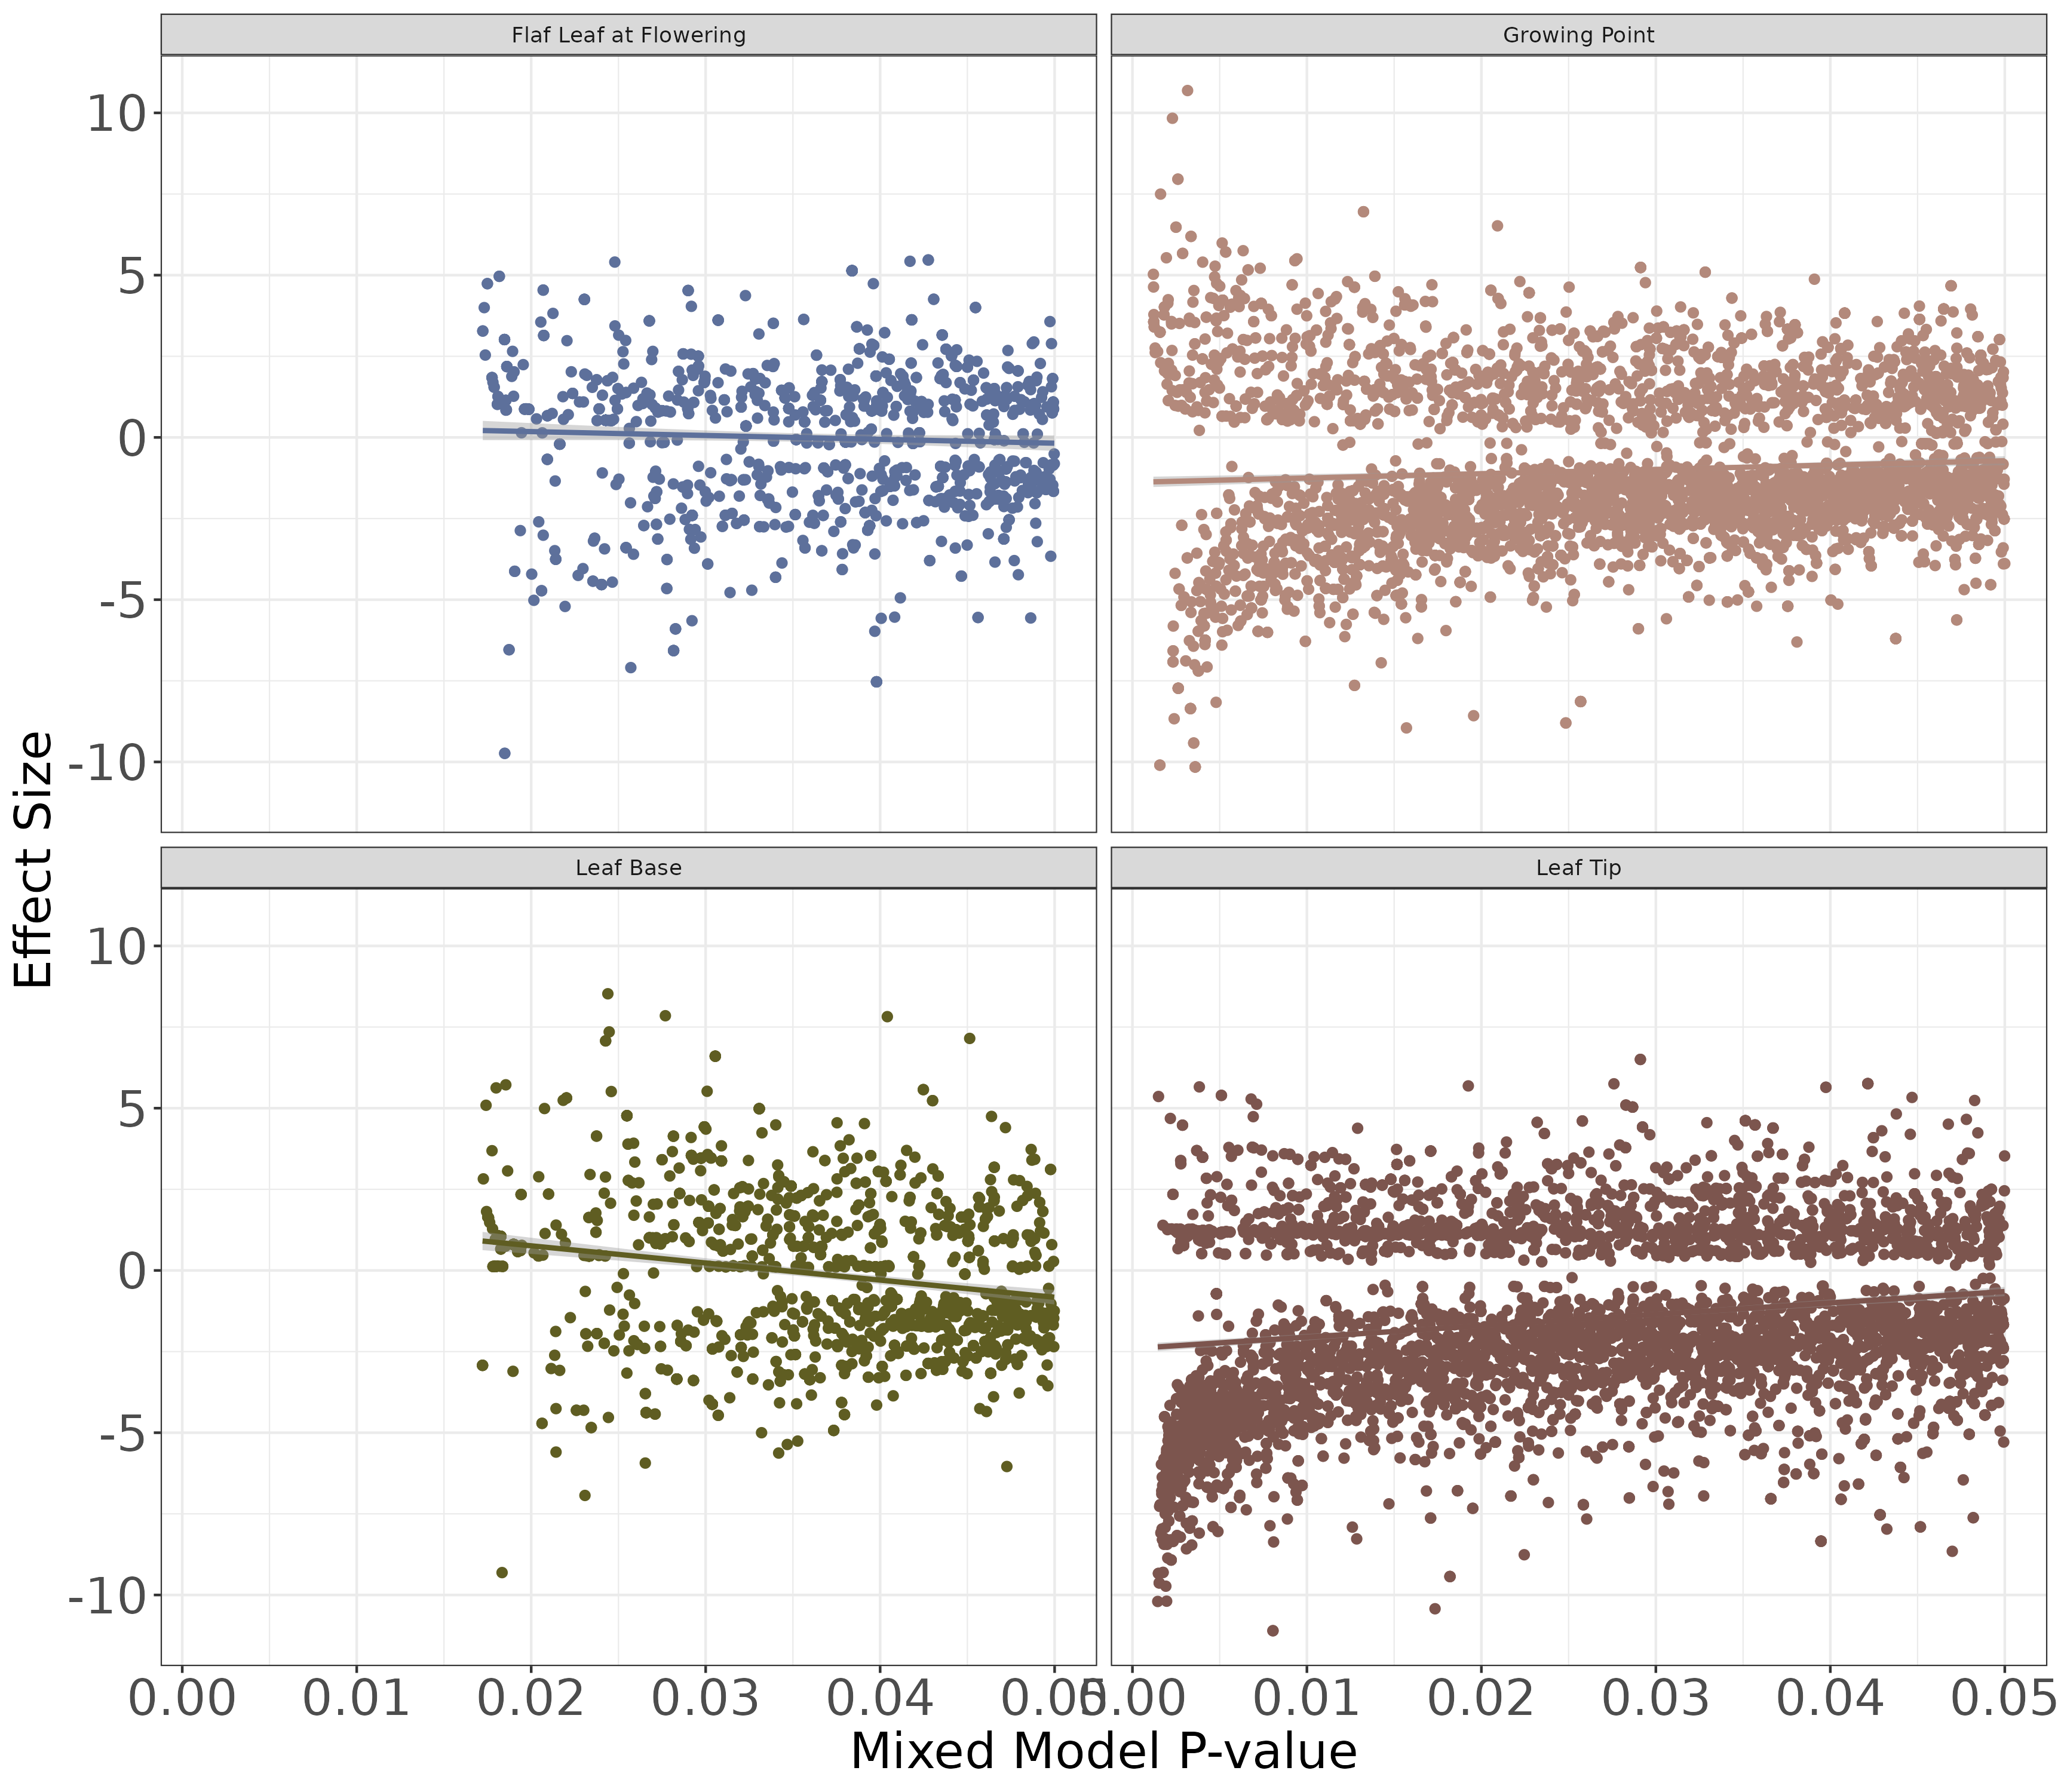 Flaf Leaf at Flowering
Growing Point
10
5
0
-5
-10
Effect Size
Leaf Base
Leaf Tip
10
5
0
-5
-10
0.00 0.01 0.02 0.03 0.04 0.05
0.00 0.01 0.02 0.03 0.04 0.05
Mixed Model P-value